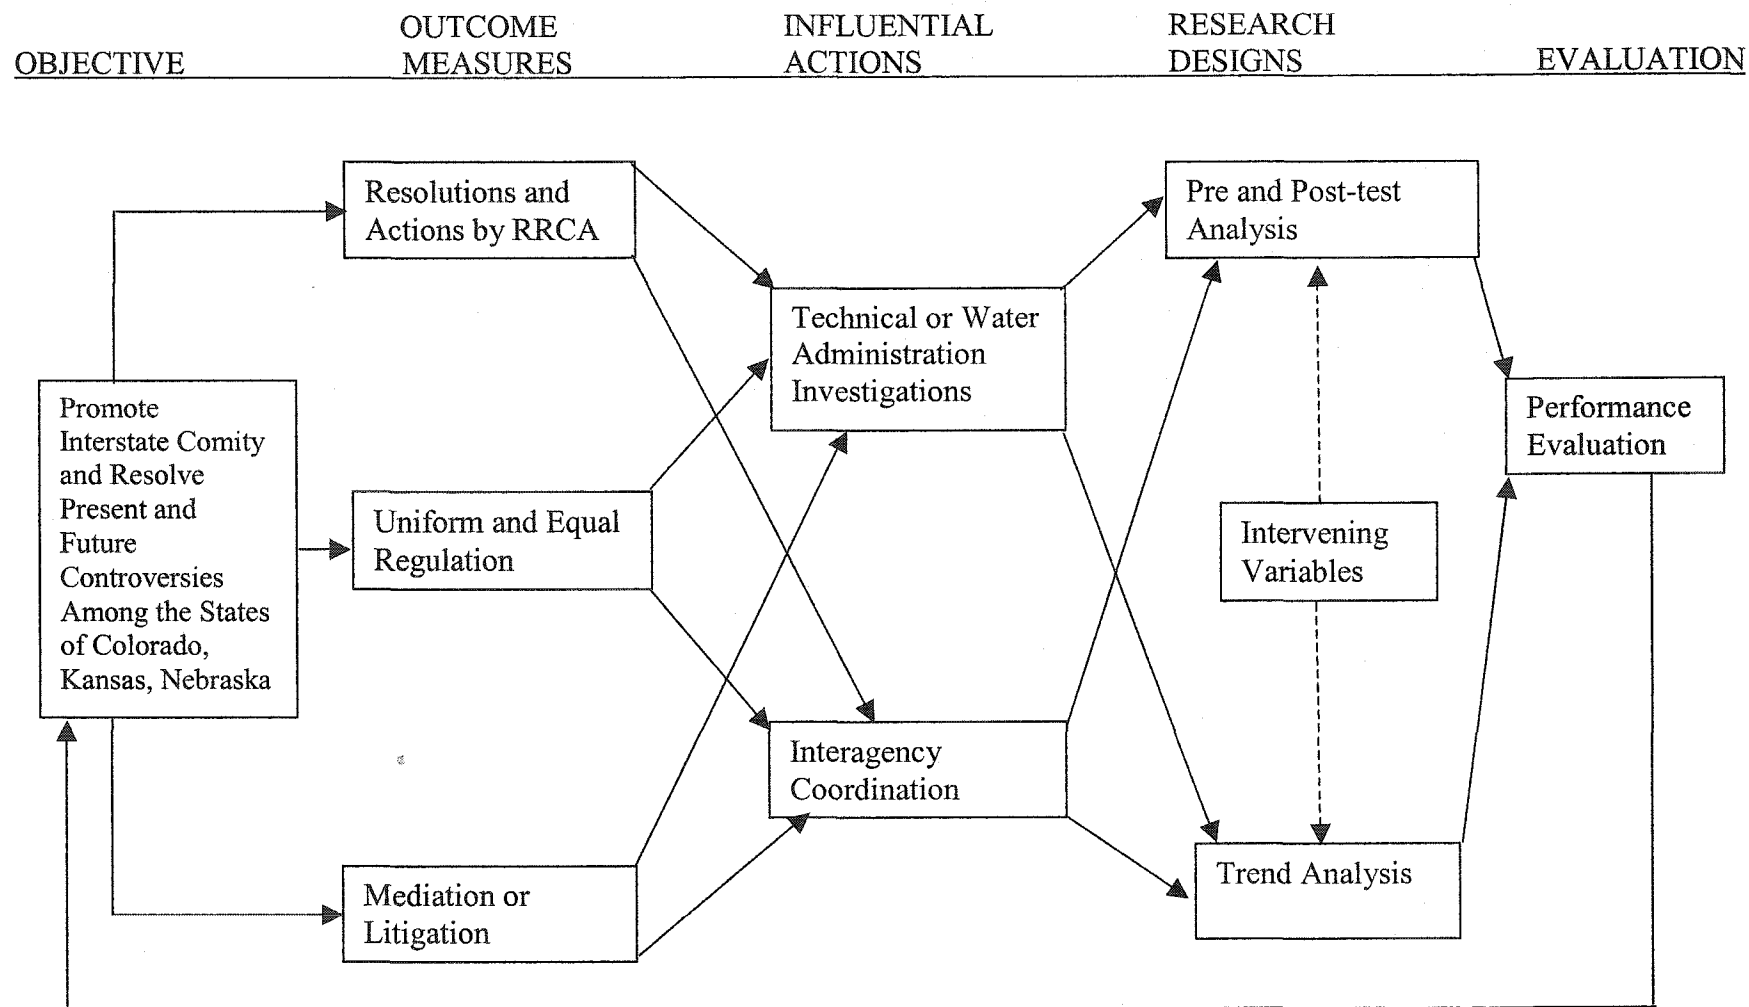 OBJECTIVE
OUTCOME
MEASURES
INFLUENTIAL
ACTIONS
RESEARCH
DESIGNS
EVALUATION
Resolutions and
Actions by RRCA
Pre and Post-test
Analysis
Technical or Water
Administration
Investigations
Promote
Interstate Comity
and Resolve
Present and
Future
Controversies
Among the States
of Colorado,
Kansas, Nebraska
Performance
Evaluation
Uniform and Equal
Regulation
Intervening
Variables
Interagency
Coordination
Mediation or
Litigation
Trend Analysis